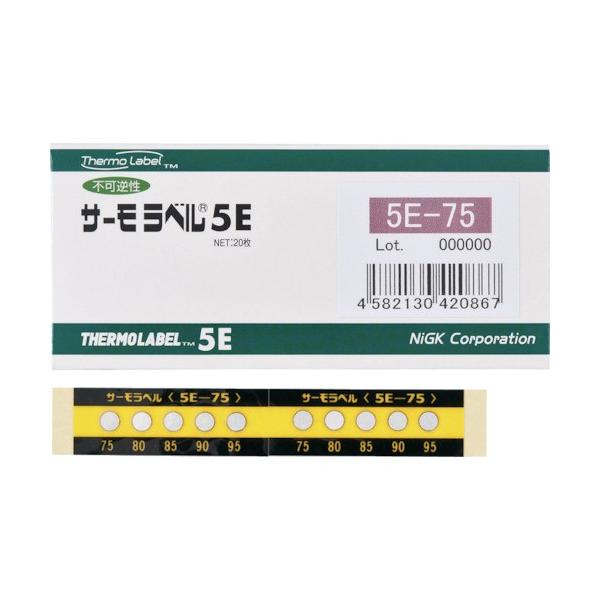 Thermo Label TM
不可逆性
サーモラベル® 5E
NET:20枚
5E-75
Lot. 000000
4 582130 420867
THERMOLABEL TM 5E
NiGK Corporation
サーモラベル〈 5E-75 〉 サーモラベル〈 5E-75 〉
75 80 85 90 95 75 80 85 90 95